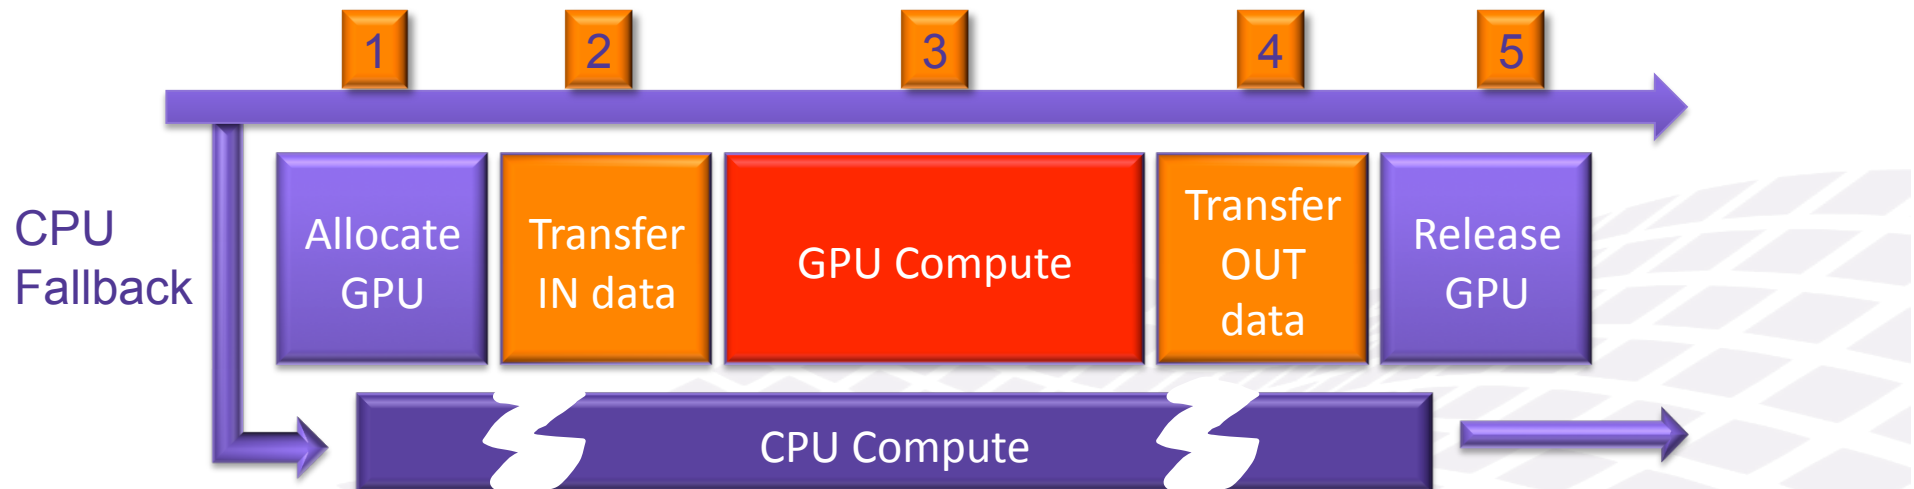 1
2
3
4
5
CPU
Fallback
Allocate
GPU
Transfer
IN data
GPU Compute
Transfer
OUT
data
Release
GPU
CPU Compute